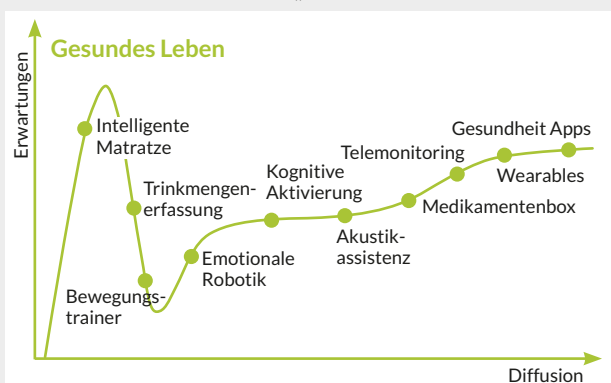 Gesundes Leben
Erwartungen
Intelligente
Matratze
Trinkmengen-
erfassung
Bewegungs-
trainer
Emotionale
Robotik
Kognitive
Aktivierung
Akustik-
assistenz
Medikamentenbox
Telemonitoring
Wearables
Gesundheit Apps
Diffusion